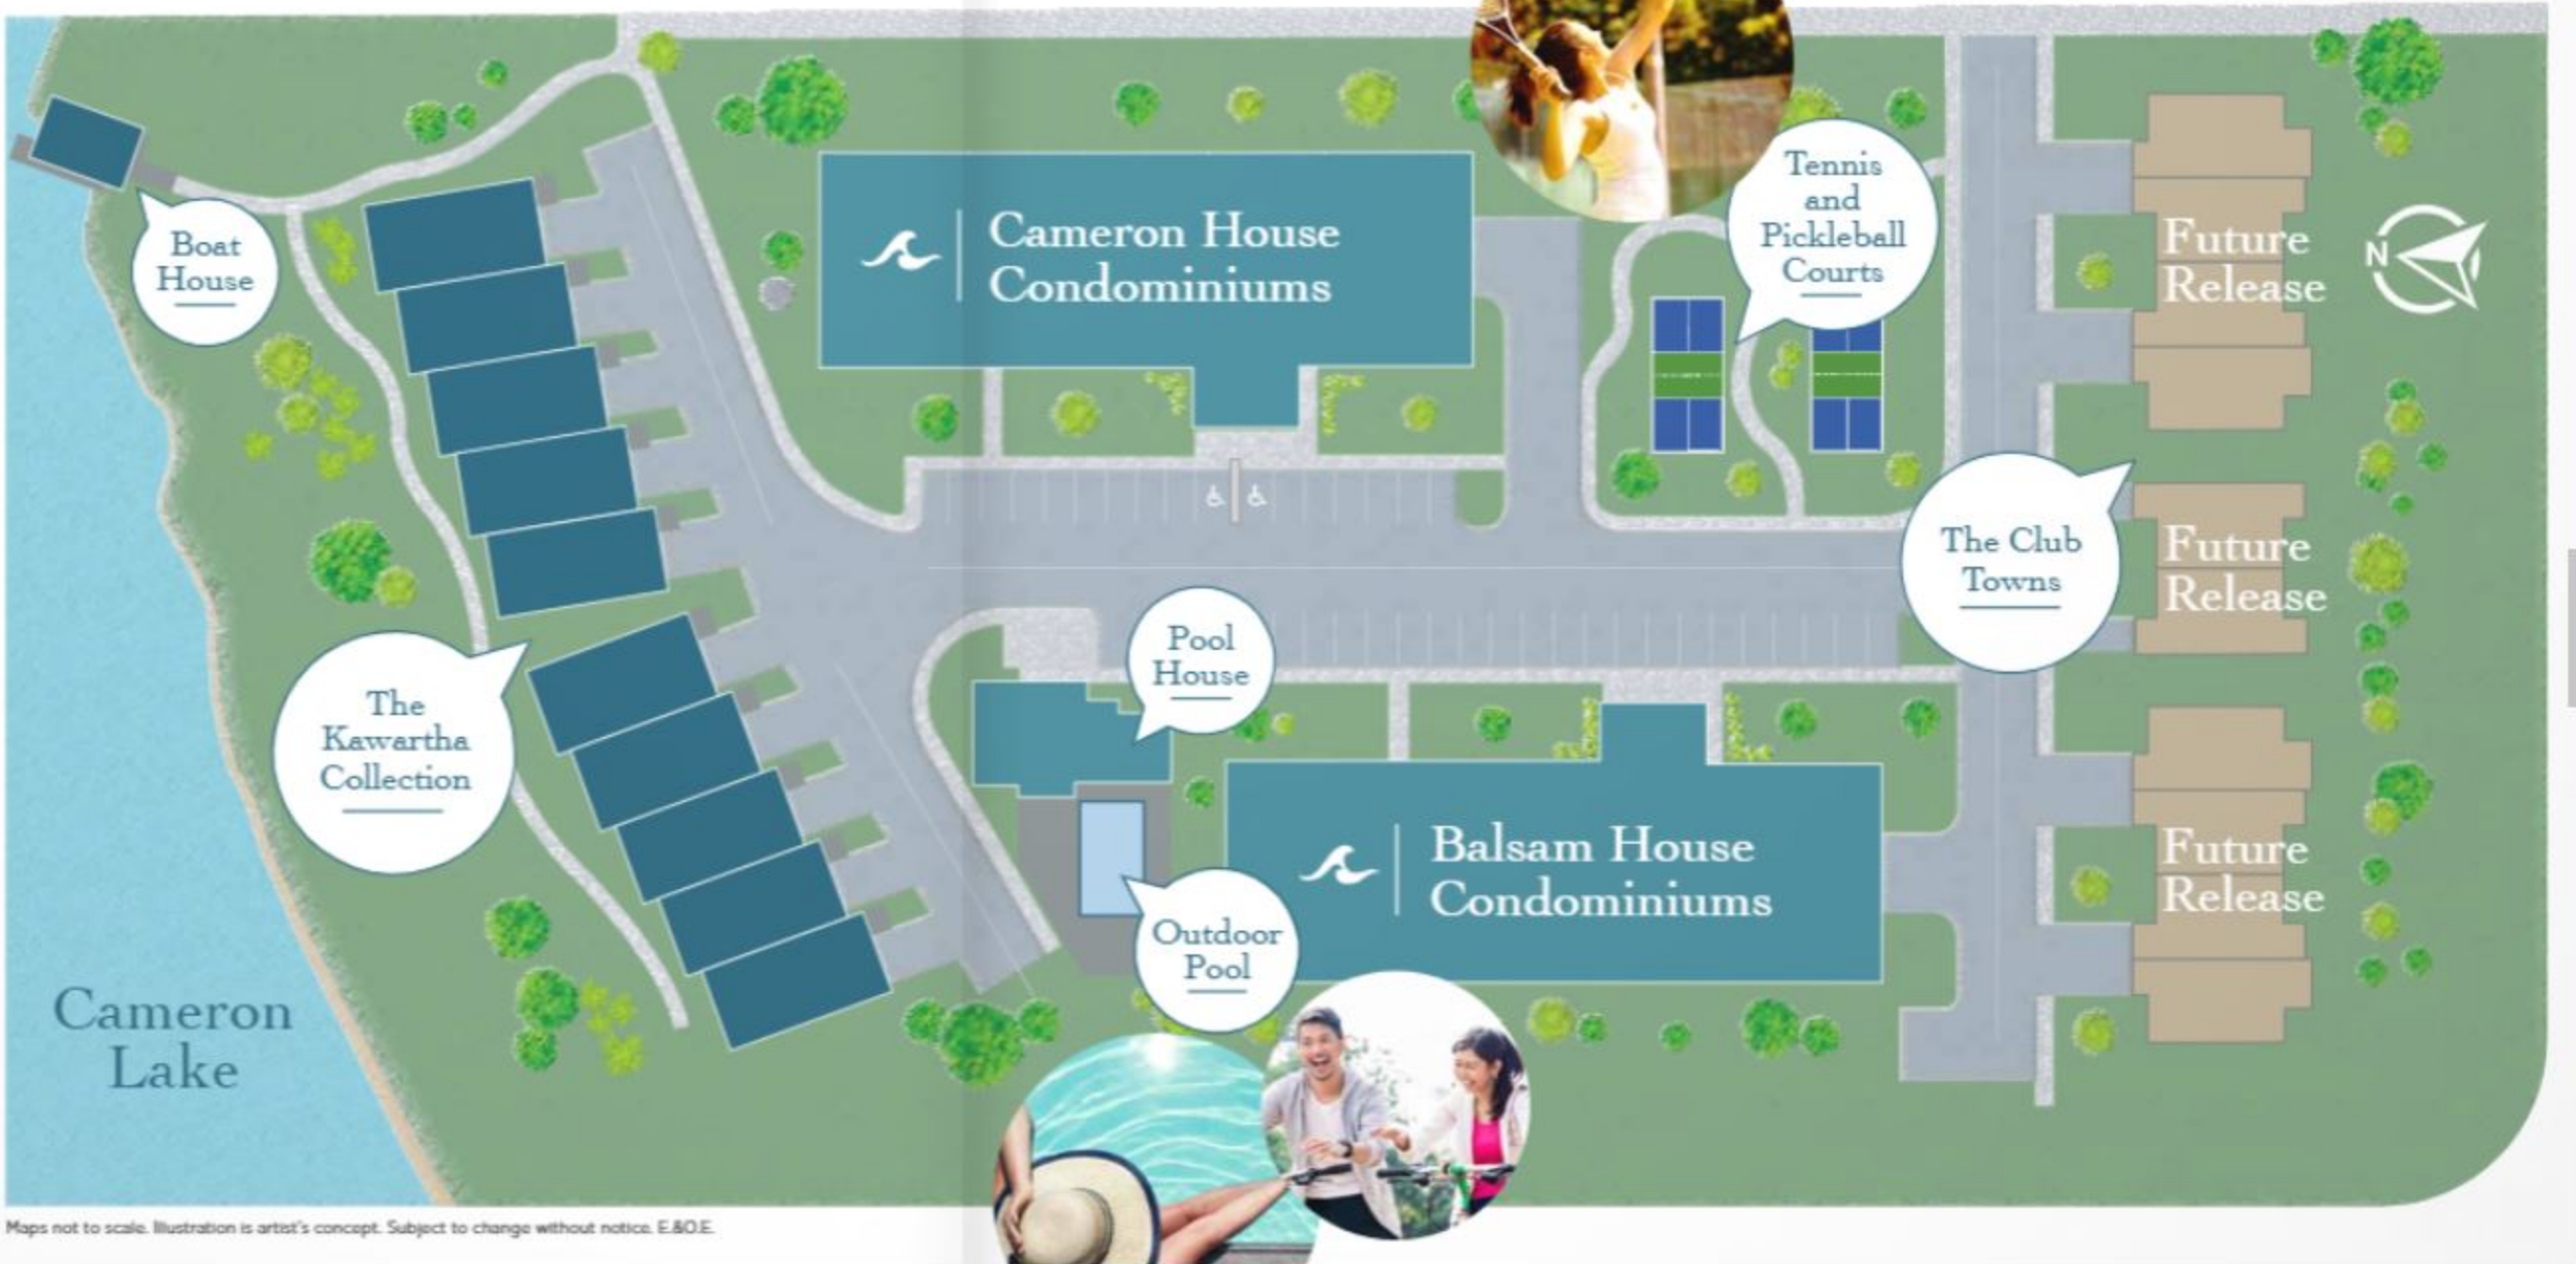 Tennis
and
Pickleball
Courts
Boat
House
Cameron House
Condominiums
Future
Release
N
The Club
Towns
Future
Release
Pool
House
The
Kawartha
Collection
Balsam House
Condominiums
Future
Release
Outdoor
Pool
Cameron
Lake
Maps not to scale. Illustration is artist's concept. Subject to change without notice. E.&O.E.